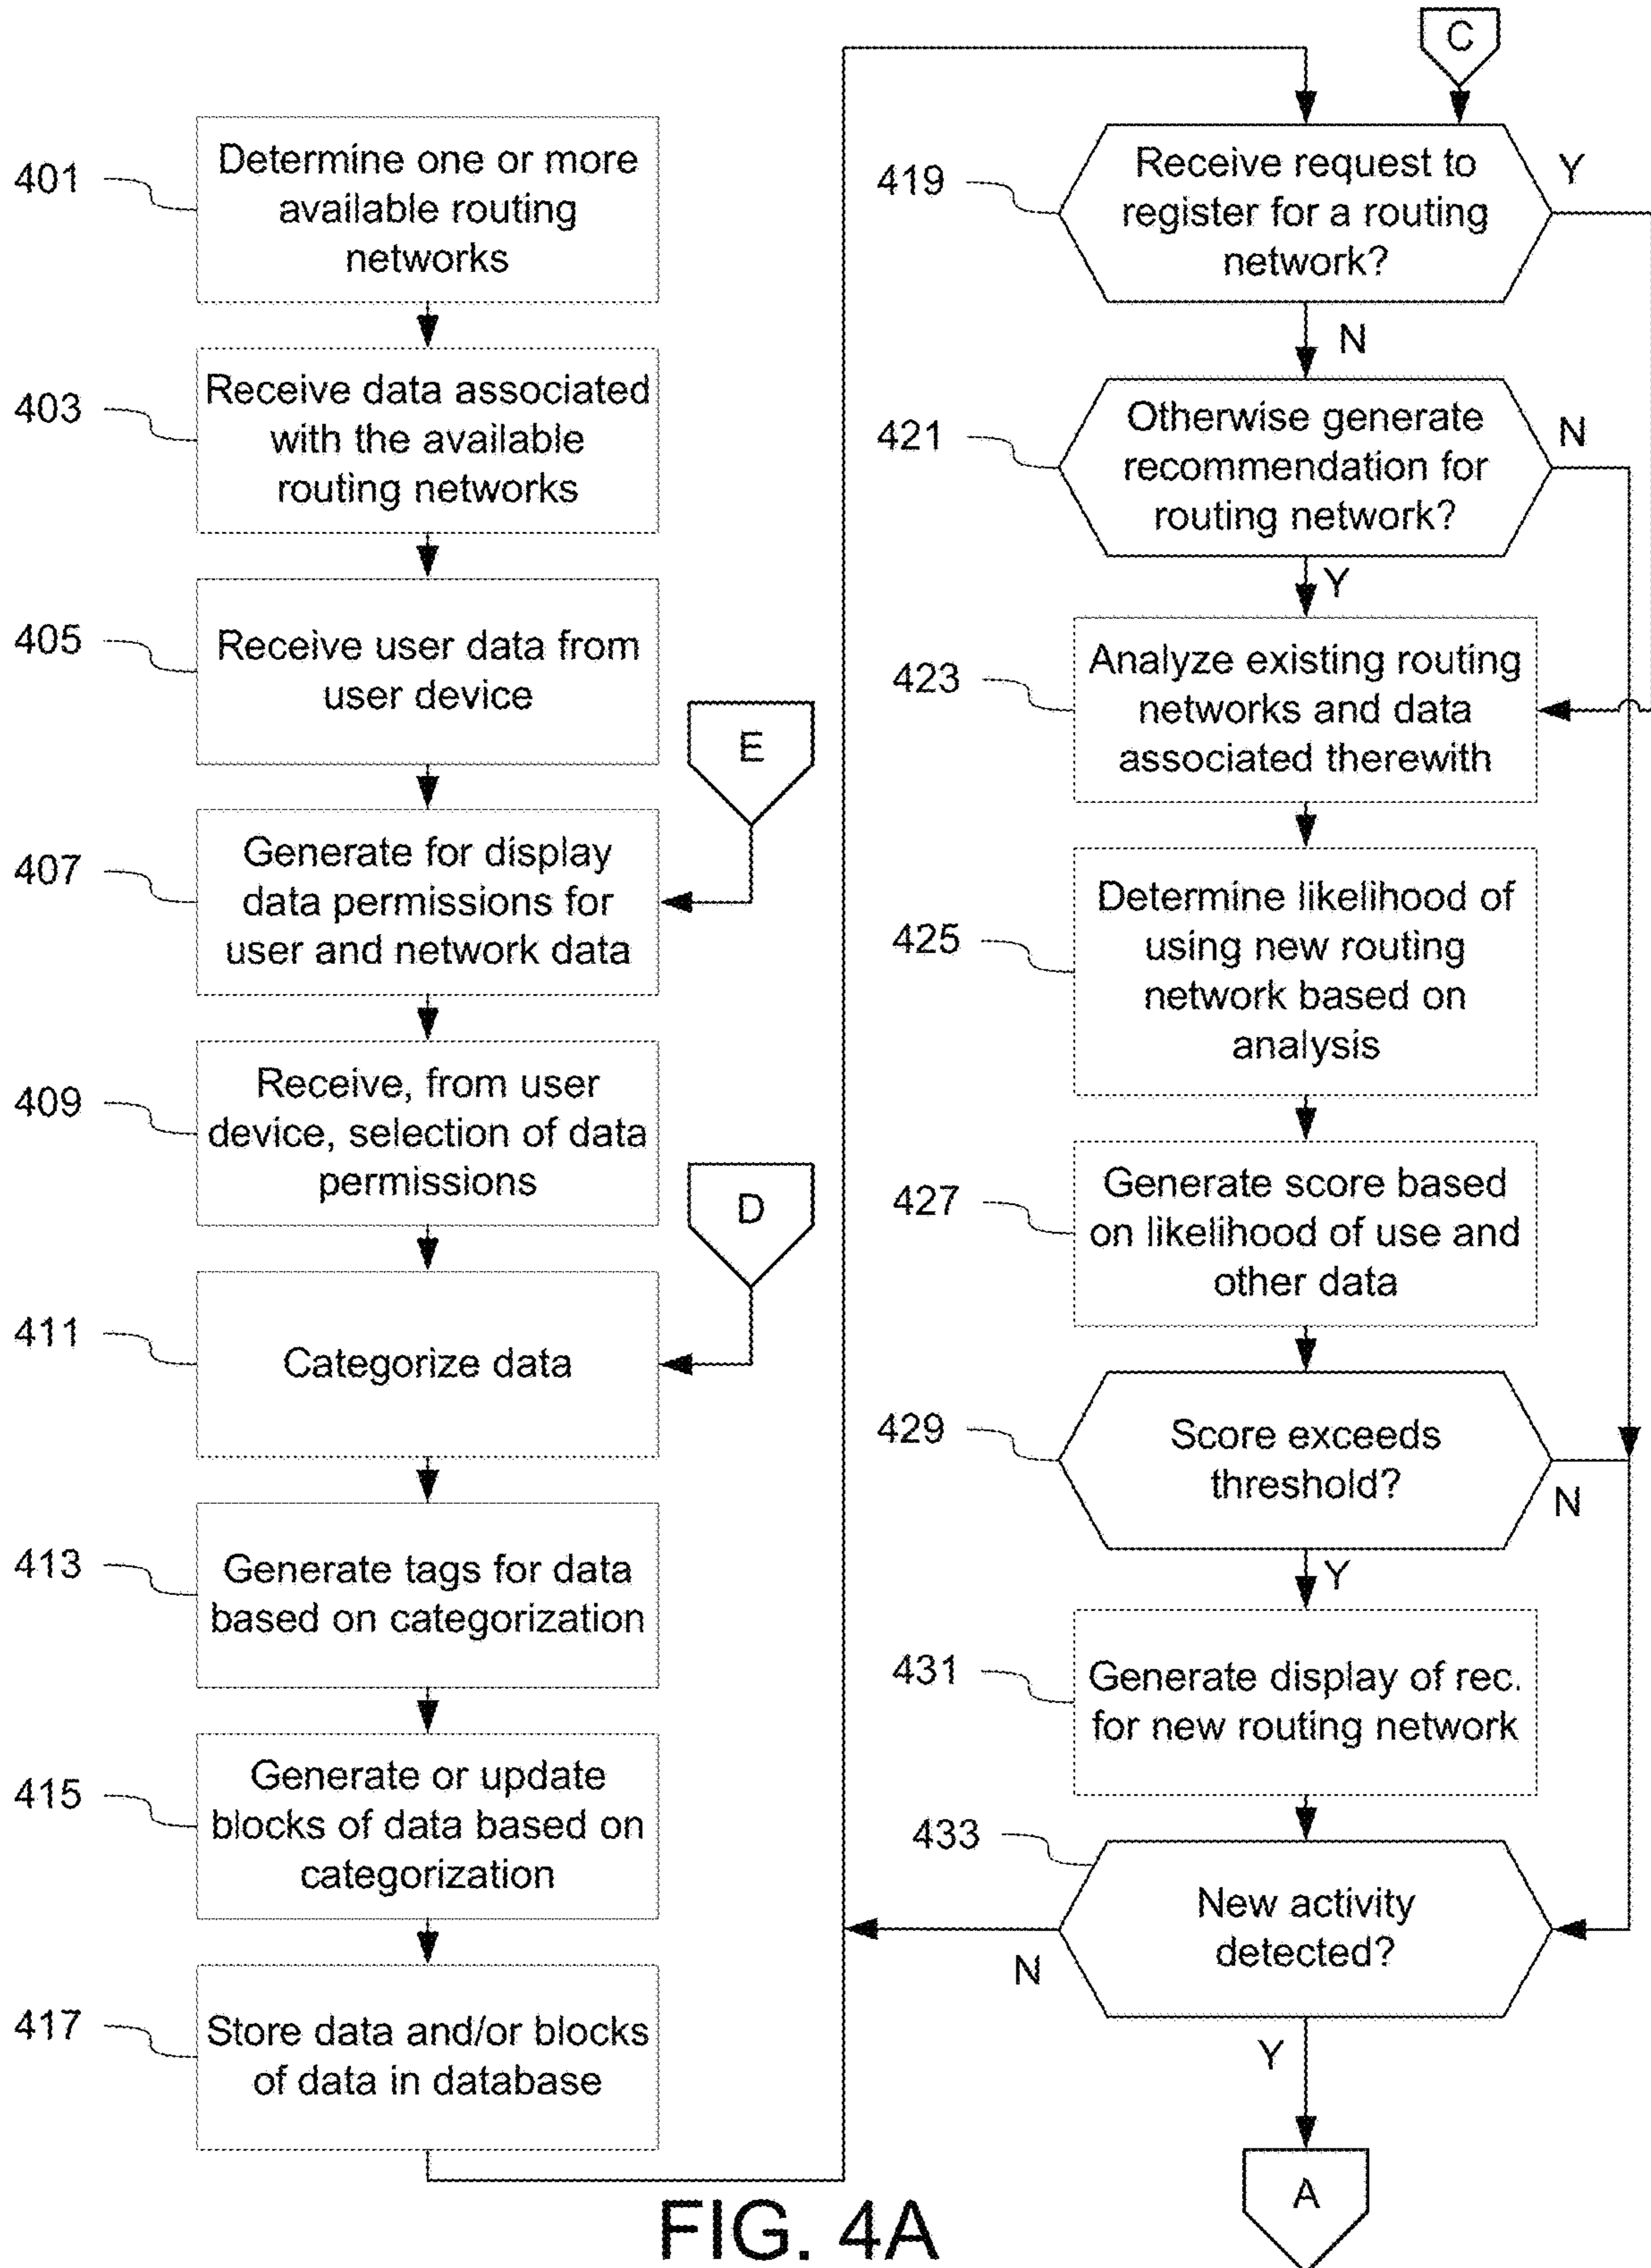 401
Determine one or more
available routing
networks
403
Receive data associated
with the available
routing networks
405
Receive user data from
user device
E
407
Generate for display
data permissions for
user and network data
409
Receive, from user
device, selection of data
permissions
D
411
Categorize data
413
Generate tags for data
based on categorization
415
Generate or update
blocks of data based on
categorization
417
Store data and/or blocks
of data in database
C
419
Receive request to
register for a routing
network?
Y
N
421
Otherwise generate
recommendation for
routing network?
N
Y
423
Analyze existing routing
networks and data
associated therewith
425
Determine likelihood of
using new routing
network based on
analysis
427
Generate score based
on likelihood of use and
other data
429
Score exceeds
threshold?
N
Y
431
Generate display of rec.
for new routing network
433
New activity
detected?
N
Y
A
FIG. 4A